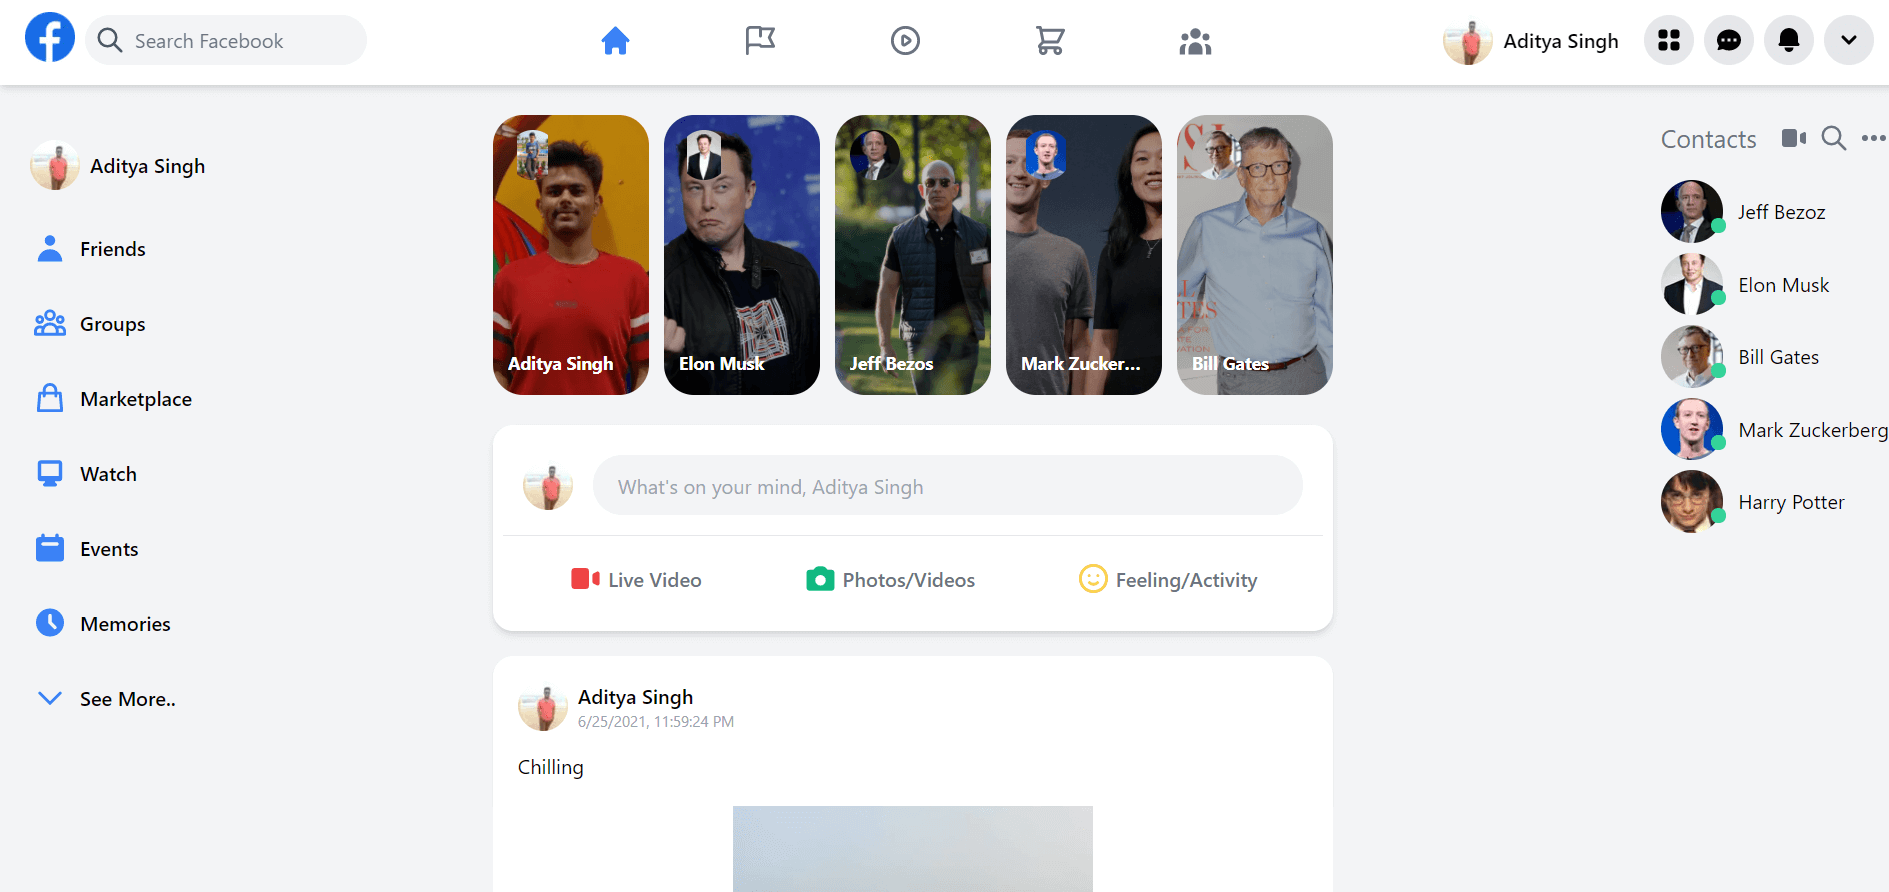 Search Facebook
Aditya Singh
Aditya Singh
Friends
Groups
Marketplace
Watch
Events
Memories
See More..
Aditya Singh
Elon Musk
Jeff Bezos
Mark Zucker...
Bill Gates
What's on your mind, Aditya Singh
Live Video
Photos/Videos
Feeling/Activity
Aditya Singh
6/25/2021, 11:59:24 PM
Chilling
Contacts
Jeff Bezoz
Elon Musk
Bill Gates
Mark Zuckerberg
Harry Potter